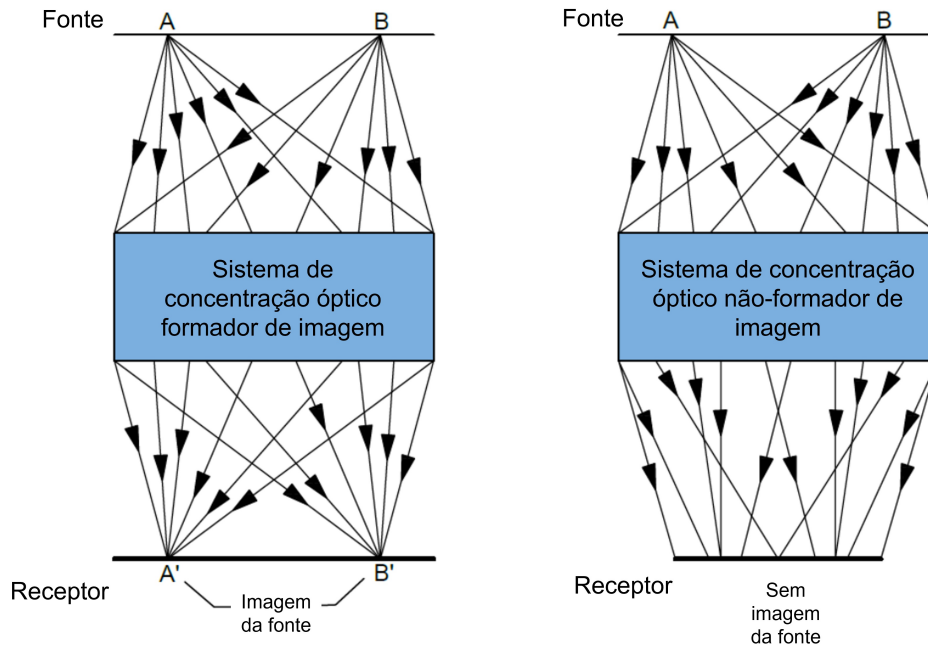 Fonte
A
B
Sistema de
concentração óptico
formador de imagem
A'
B'
Receptor
Imagem
da fonte
Fonte
A
B
Sistema de concentração
óptico não-formador de
imagem
Receptor
Sem
imagem
da fonte